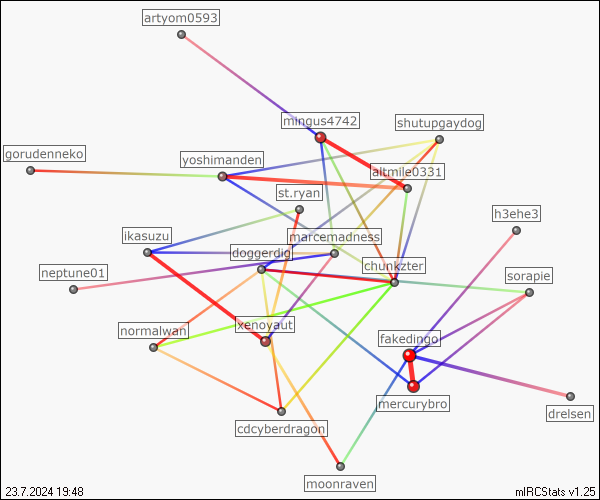 artyom0593
mingus4742
shutupgaydog
gorudenneko
yoshimanden
altmile0331
st.ryan
h3ehe3
ikasuzu
marcemadness
doggerdig
chunkzter
neptune01
sorapie
normalwan
xenoyaut
fakedingo
mercurybro
drelsen
cdcyberdragon
moonraven
23.7.2024 19:48
mIRCStats v1.25